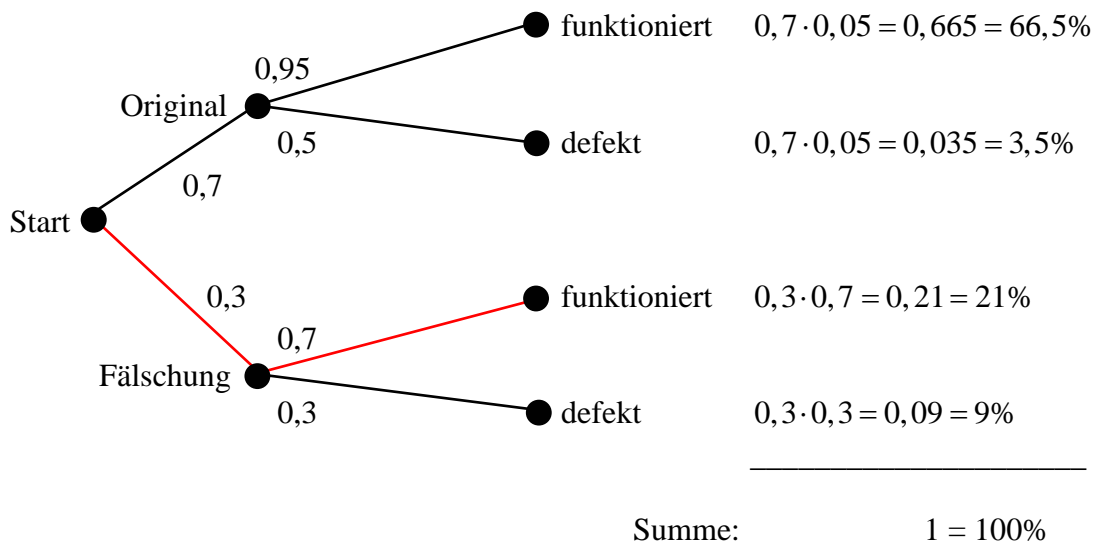 funktioniert 0,7·0,05 = 0,665 = 66,5%
0,95
Original
0,5 defekt 0,7·0,05 = 0,035 = 3,5%
0,7
Start
0,3 funktioniert 0,3·0,7 = 0,21 = 21%
0,7
Fälschung
0,3 defekt 0,3·0,3 = 0,09 = 9%
Summe: 1 = 100%